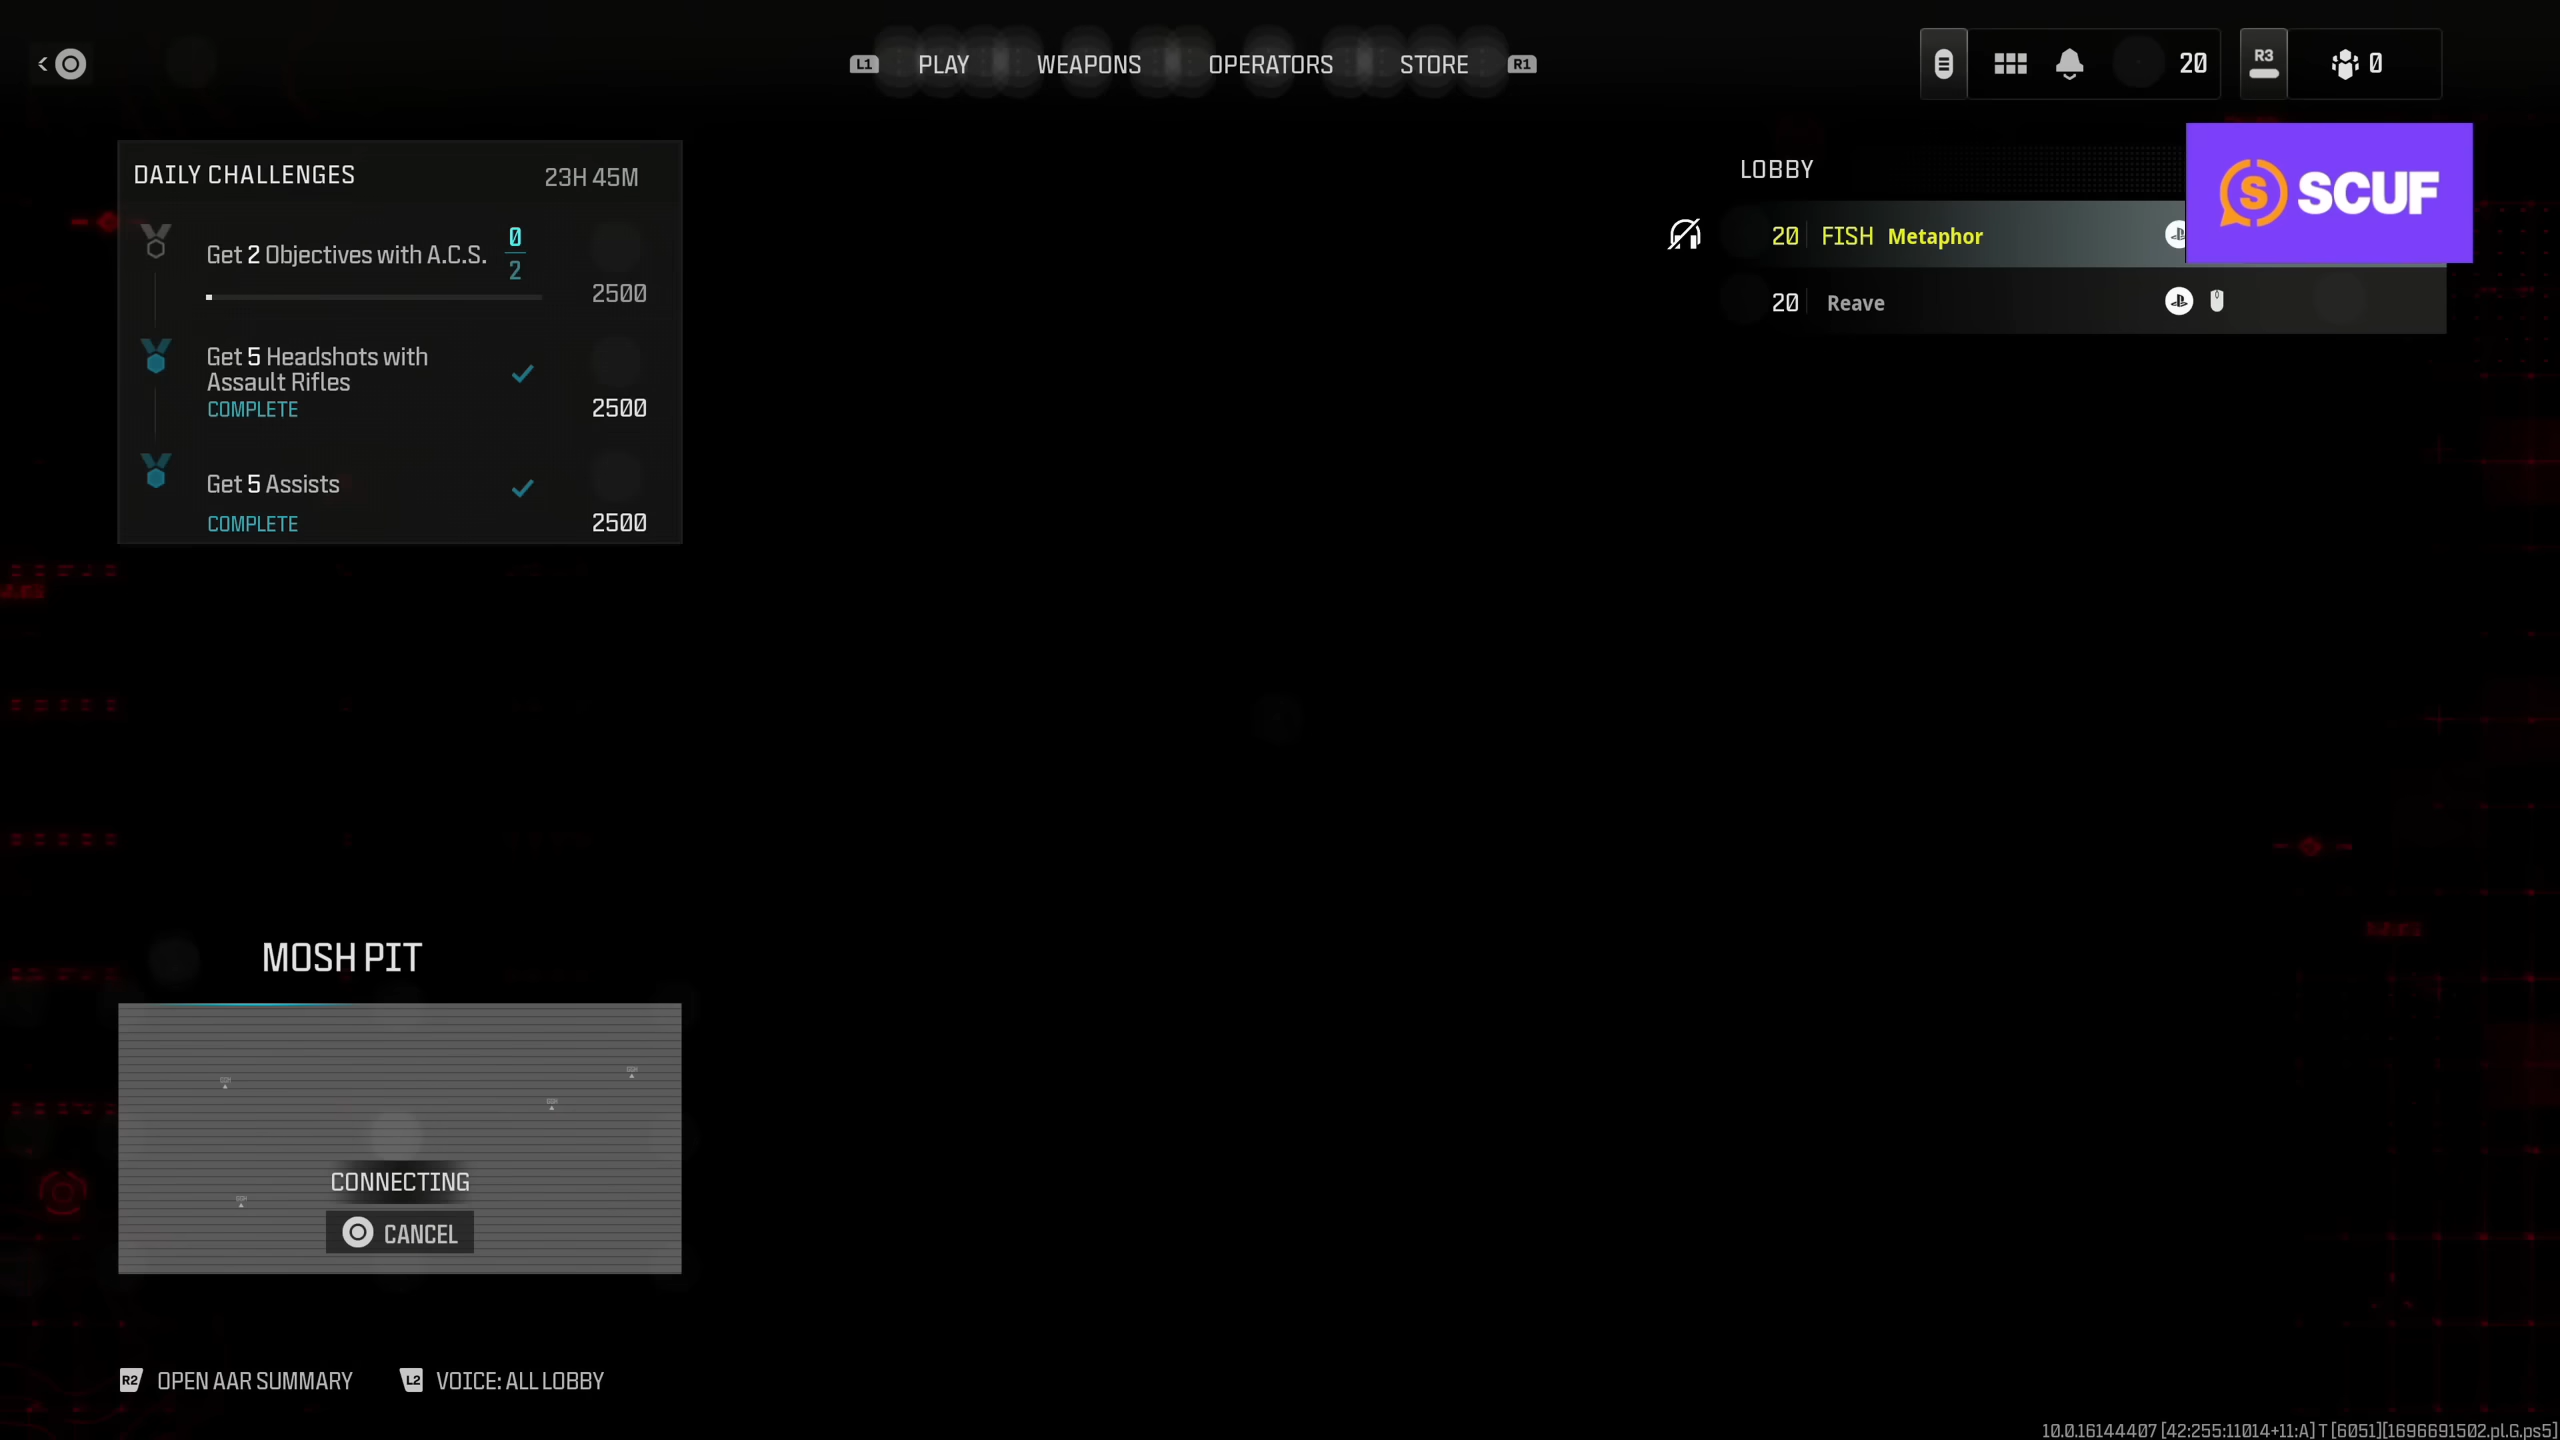 L1 PLAY WEAPONS OPERATORS STORE R1
20 R3 0
DAILY CHALLENGES 23H 45M
Get 2 Objectives with A.C.S. 0/2
2500
Get 5 Headshots with
Assault Rifles
COMPLETE 2500
Get 5 Assists
COMPLETE 2500
LOBBY
S SCUF
20 FISH Metaphor
20 Reave
MOSH PIT
CONNECTING
CANCEL
R2 OPEN AAR SUMMARY L2 VOICE: ALL LOBBY
10.0.16144407 [42:255:11014+11:A] T [6051][1696691502.pl.G.ps5]